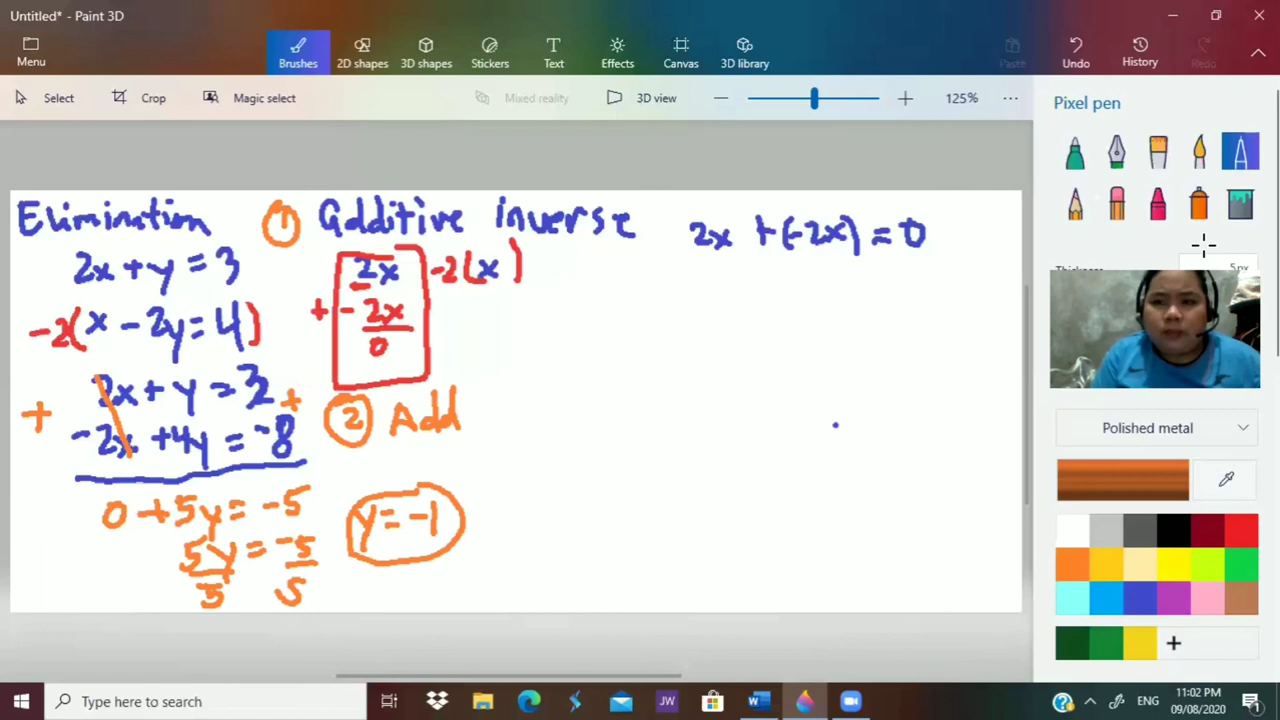 Untitled* - Paint 3D
Menu
Brushes
2D shapes
3D shapes
Stickers
Text
Effects
Canvas
3D library
Paste
Undo
History
Redo
Select
Crop
Magic select
Mixed reality
3D view
125%
Pixel pen
Elimination
2x + y = 3
-2(x - 2y = 4)
2x + y = 3
+
+
-2x + 4y = -8
0 + 5y = -5
5y = -5
5 5
① Additive Inverse
2x -2(x)
+ -2x
0
② Add
y = -1
2x + (-2x) = 0
5px
Polished metal
Type here to search
JW
ENG
11:02 PM
09/08/2020
1